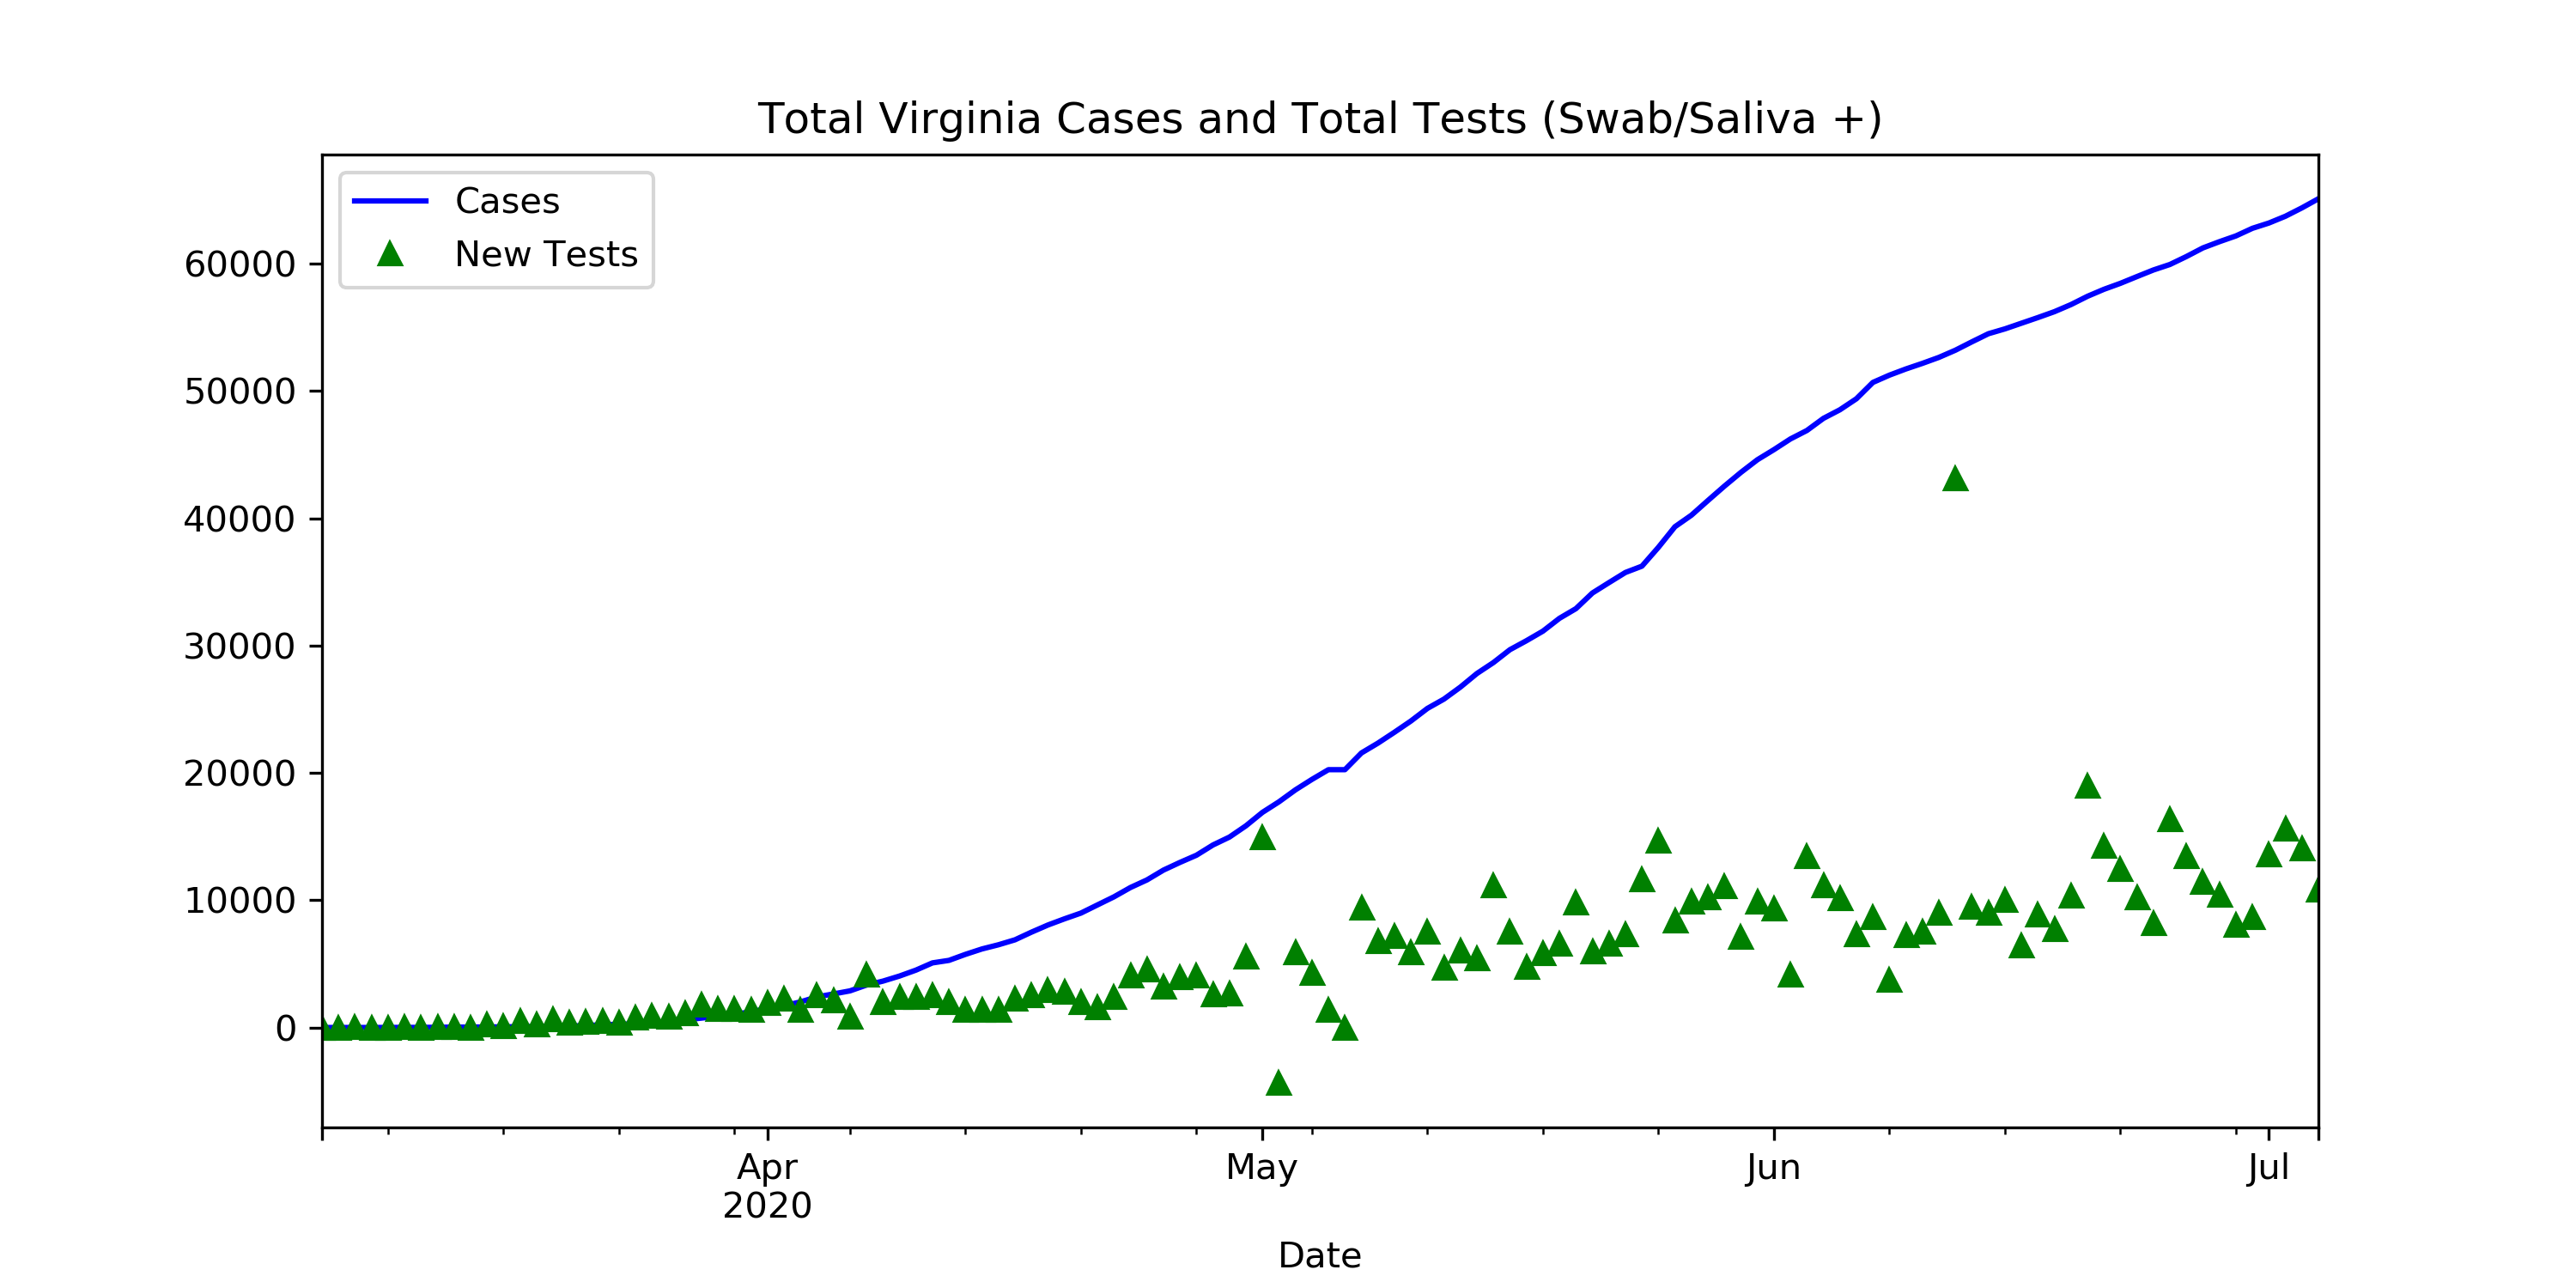 Total Virginia Cases and Total Tests (Swab/Saliva +)
Cases
New Tests
60000
50000
40000
30000
20000
10000
0
Apr
2020
May
Jun
Jul
Date